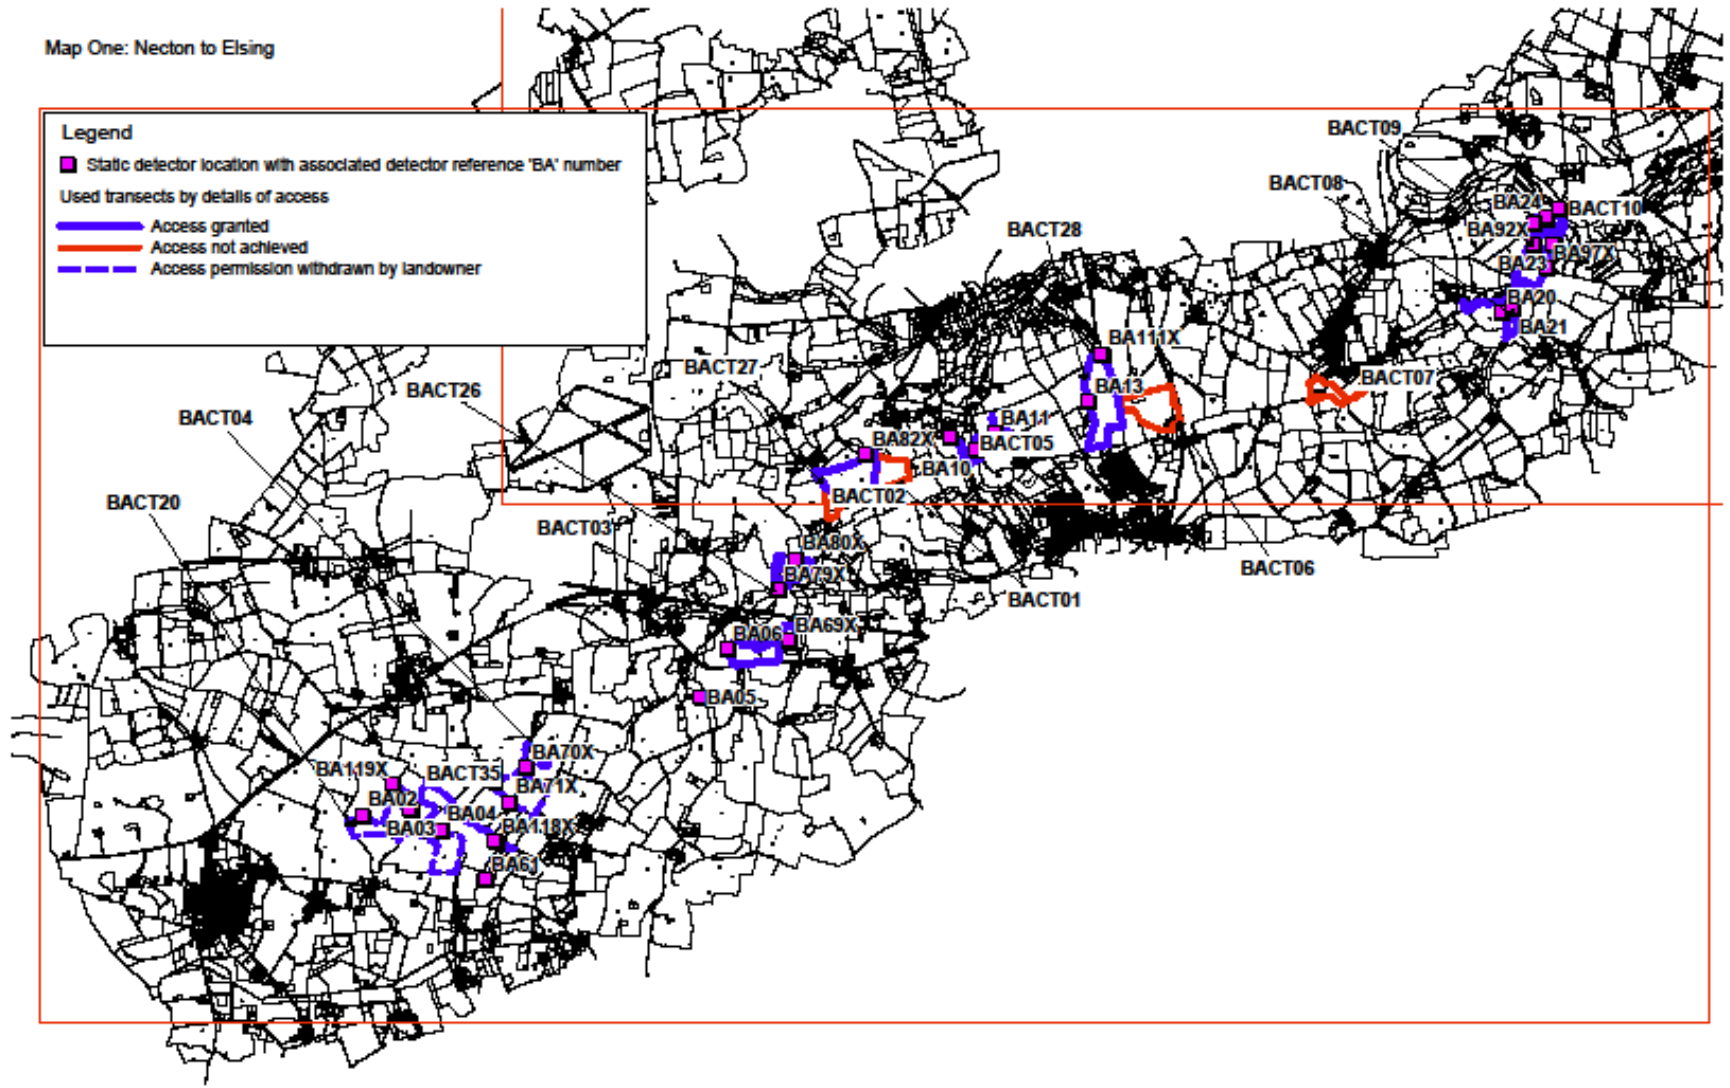 Map One: Necton to Elsing
Legend
Static detector location with associated detector reference 'BA' number
Used transects by details of access
Access granted
Access not achieved
Access permission withdrawn by landowner
BACT09
BACT08
BA24
BACT10
BA92X
BACT28
BA23
BA97X
BA20
BA21
BA111X
BACT27
BACT07
BACT26
BA13
BACT04
BA11
BA82X
BACT05
BA10
BACT02
BACT20
BACT03
BA80X
BACT06
BA79X
BACT01
BA69X
BA06
BA05
BA70X
BA119X
BACT35
BA71X
BA02
BA04
BA03
BA118X
BA61